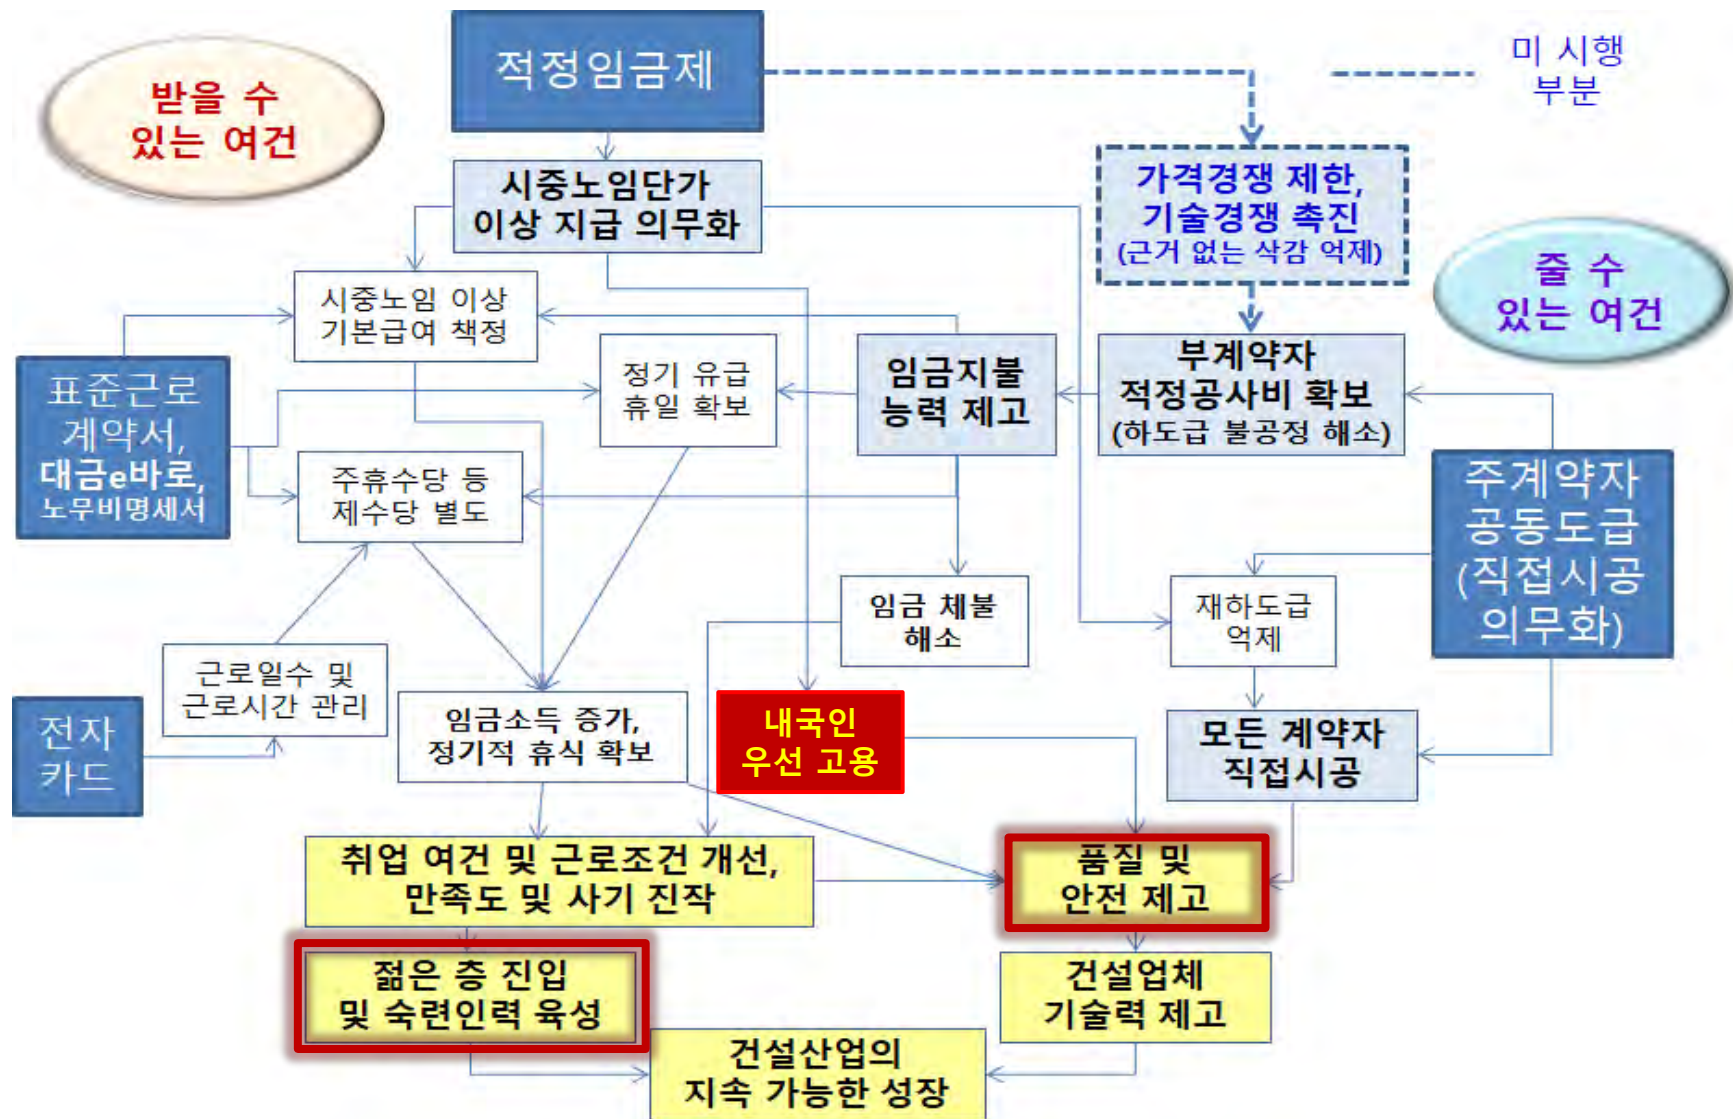 적정임금제
미 시행
부분
받을 수
있는 여건
시중노임단가
이상 지급 의무화
가격경쟁 제한,
기술경쟁 촉진
(근거 없는 삭감 억제)
줄 수
있는 여건
시중노임 이상
기본급여 책정
정기 유급
휴일 확보
임금지불
능력 제고
부계약자
적정공사비 확보
(하도급 불공정 해소)
표준근로
계약서,
대금e바로,
노무비명세서
주휴수당 등
제수당 별도
주계약자
공동도급
(직접시공
의무화)
임금 체불
해소
재하도급
억제
근로일수 및
근로시간 관리
전자
카드
임금소득 증가,
정기적 휴식 확보
내국인
우선 고용
모든 계약자
직접시공
취업 여건 및 근로조건 개선,
만족도 및 사기 진작
품질 및
안전 제고
젊은 층 진입
및 숙련인력 육성
건설업체
기술력 제고
건설산업의
지속 가능한 성장